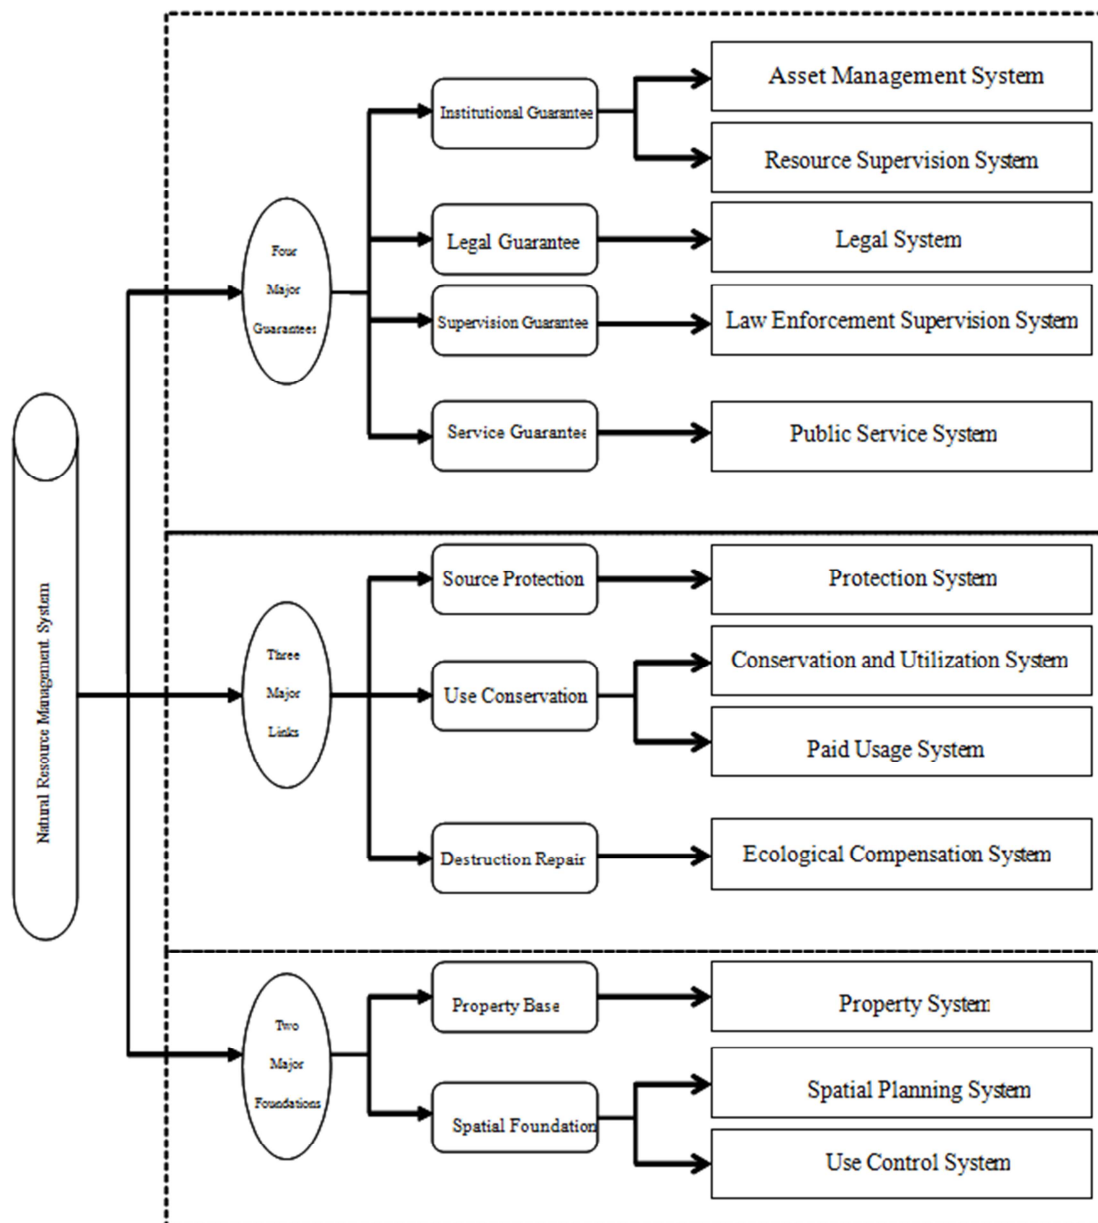 Natural Resource Management System
Four
Major
Guarantees
Institutional Guarantee
Asset Management System
Resource Supervision System
Legal Guarantee
Legal System
Supervision Guarantee
Law Enforcement Supervision System
Service Guarantee
Public Service System
Three
Major
Links
Source Protection
Protection System
Use Conservation
Conservation and Utilization System
Paid Usage System
Destruction Repair
Ecological Compensation System
Two
Major
Foundations
Property Base
Property System
Spatial Foundation
Spatial Planning System
Use Control System